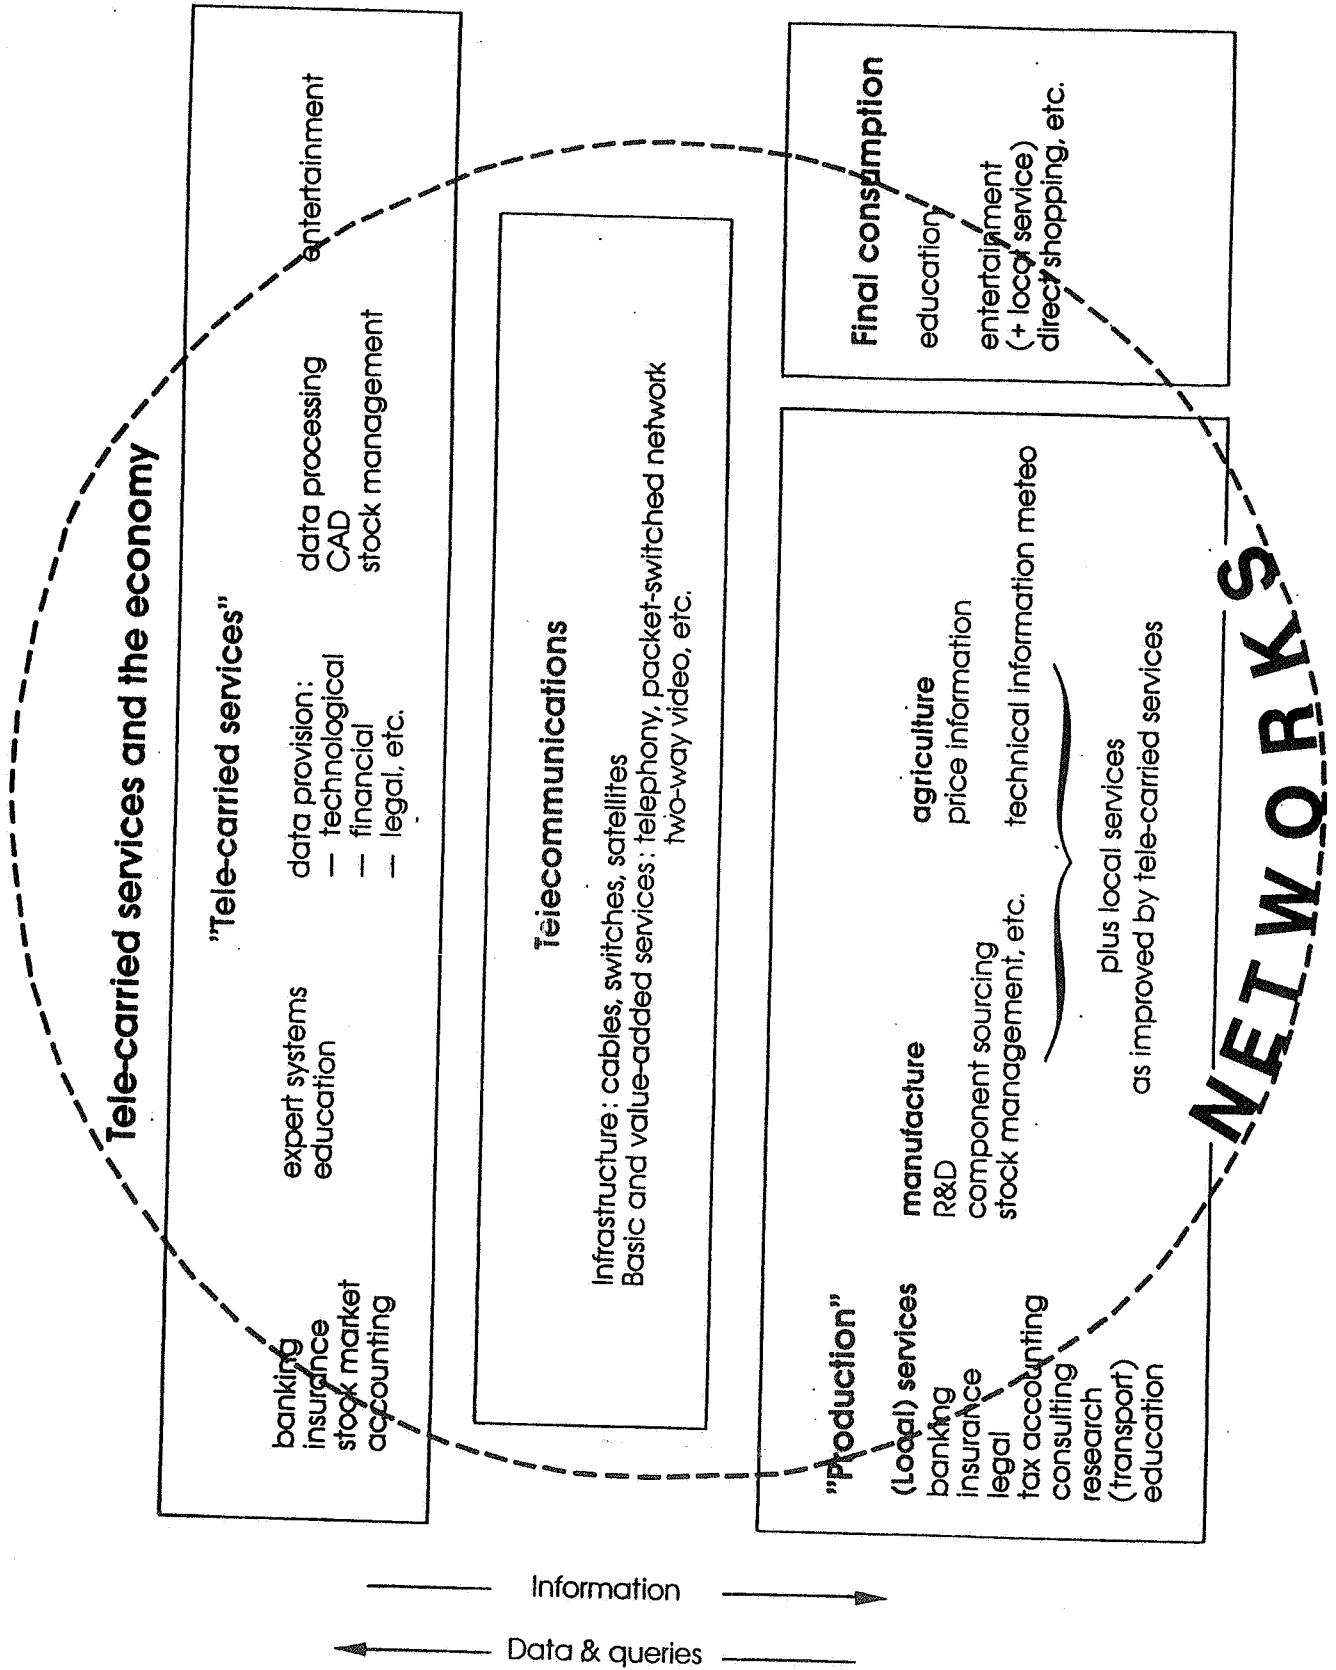 Tele-carried services and the economy
"Tele-carried services"
banking
insurance
stock market
accounting
expert systems
education
data provision:
— technological
— financial
— legal, etc.
data processing
CAD
stock management
entertainment
Telecommunications
Infrastructure: cables, switches, satellites
Basic and value-added services: telephony, packet-switched network
two-way video, etc.
"Production"
(Local) services
banking
insurance
legal
tax accounting
consulting
research
(transport)
education
manufacture
R&D
component sourcing
stock management, etc.
agriculture
price information
technical information meteo
plus local services
as improved by tele-carried services
Final consumption
education
entertainment
(+ local service)
direct shopping, etc.
NETWORKS
Information
Data & queries